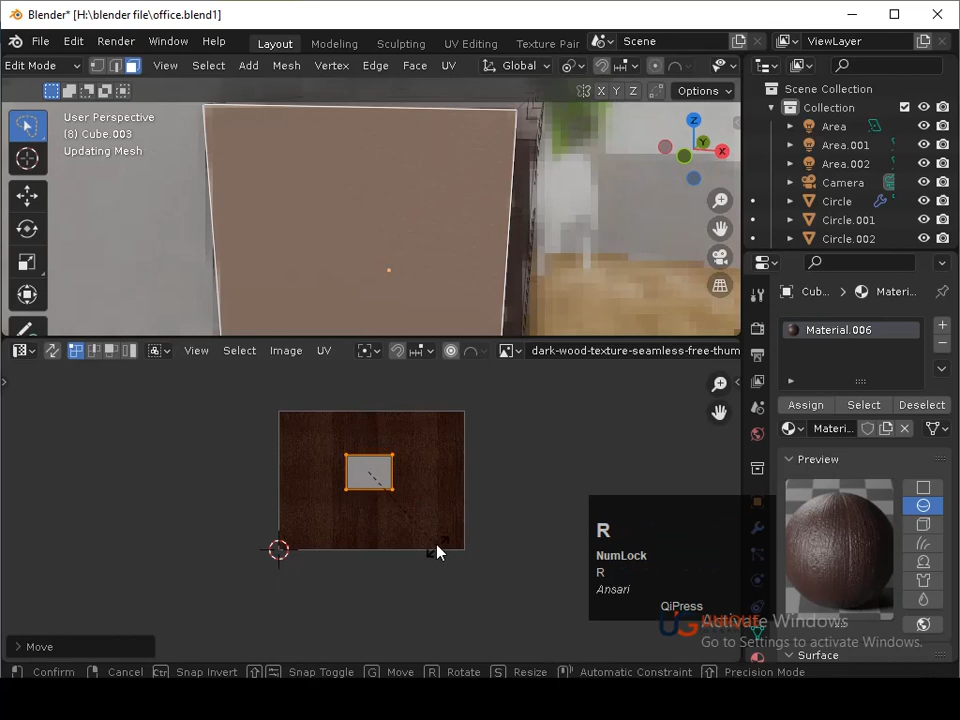 Blender* [H:\blender file\office.blend1]
File Edit Render Window Help Layout Modeling Sculpting UV Editing Texture Pair Scene ViewLayer
Edit Mode View Select Add Mesh Vertex Edge Face UV Global
X Y Z Options
User Perspective
(8) Cube.003
Updating Mesh
Z
Y
X
Scene Collection
Collection
Area
Area.001
Area.002
Camera
Circle
Circle.001
Circle.002
Cub... Materi...
Material.006
Assign Select Deselect
Materi...
Preview
Surface
View Select Image UV dark-wood-texture-seamless-free-thum
R
NumLock
R
Ansari
QiPress
UG
Activate Windows
Go to Settings to activate Windows.
Move
Confirm Cancel Ctrl Snap Invert Snap Toggle G Move R Rotate S Resize Automatic Constraint Precision Mode